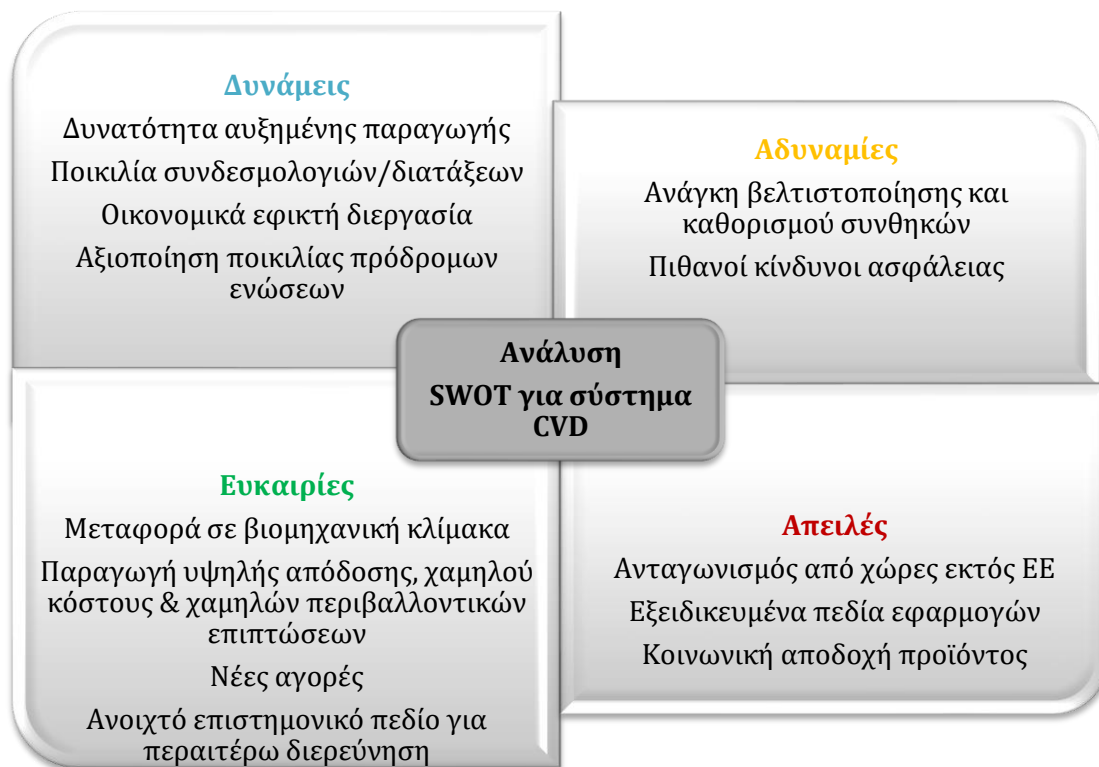 Δυνάμεις
Δυνατότητα αυξημένης παραγωγής
Ποικιλία συνδεσμολογιών/διατάξεων
Οικονομικά εφικτή διεργασία
Αξιοποίηση ποικιλίας πρόδρομων
ενώσεων
Αδυναμίες
Ανάγκη βελτιστοποίησης και
καθορισμού συνθηκών
Πιθανοί κίνδυνοι ασφάλειας
Ανάλυση
SWOT για σύστημα
CVD
Ευκαιρίες
Μεταφορά σε βιομηχανική κλίμακα
Παραγωγή υψηλής απόδοσης, χαμηλού
κόστους & χαμηλών περιβαλλοντικών
επιπτώσεων
Νέες αγορές
Ανοιχτό επιστημονικό πεδίο για
περαιτέρω διερεύνηση
Απειλές
Ανταγωνισμός από χώρες εκτός ΕΕ
Εξειδικευμένα πεδία εφαρμογών
Κοινωνική αποδοχή προϊόντος